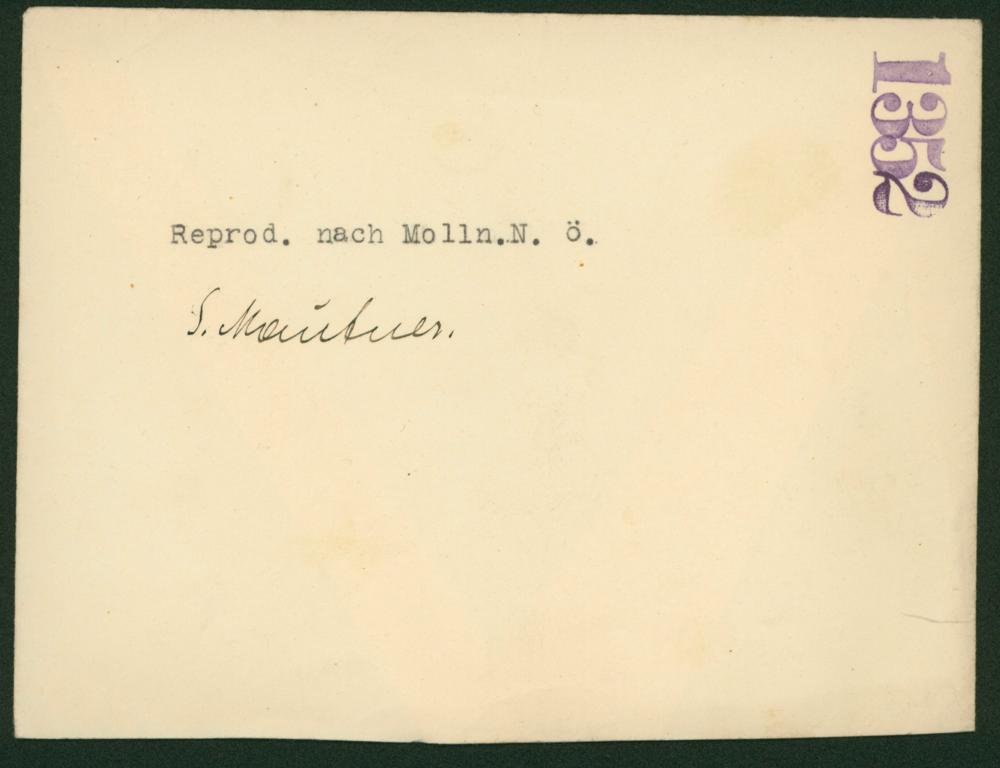 1352
Reprod. nach Molln.N. ö.
S. Mautner.